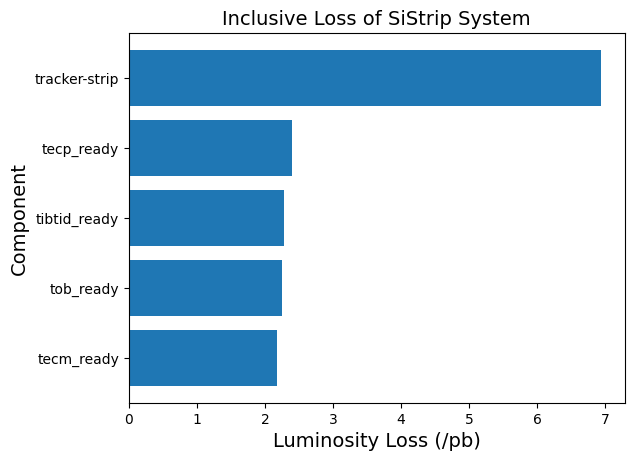 Inclusive Loss of SiStrip System
Component
tracker-strip
tecp_ready
tibtid_ready
tob_ready
tecm_ready
0 1 2 3 4 5 6 7
Luminosity Loss (/pb)